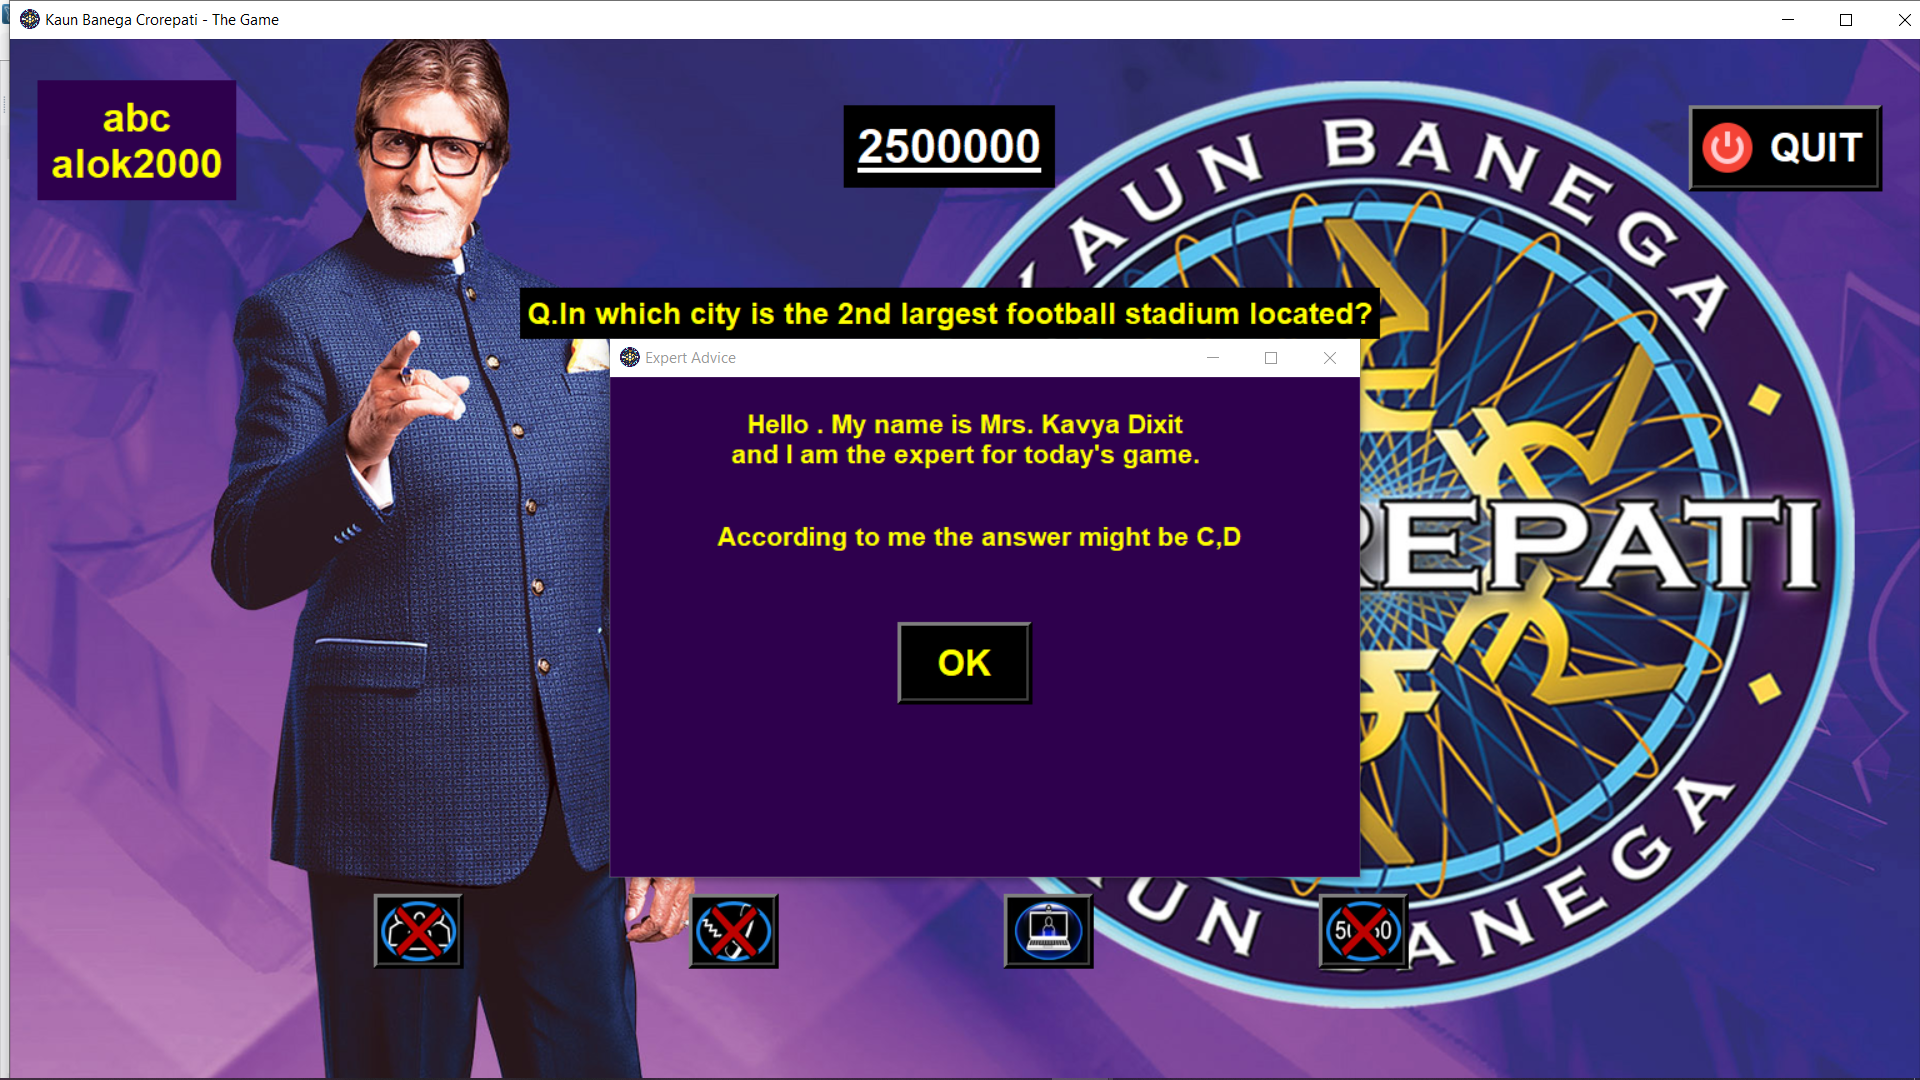 Kaun Banega Crorepati - The Game
abc
alok2000
2500000
QUIT
KAUN BANEGA
Q.In which city is the 2nd largest football stadium located?
Expert Advice
Hello . My name is Mrs. Kavya Dixit
and I am the expert for today's game.
According to me the answer might be C,D
REPATI
OK
AUN BANEGA